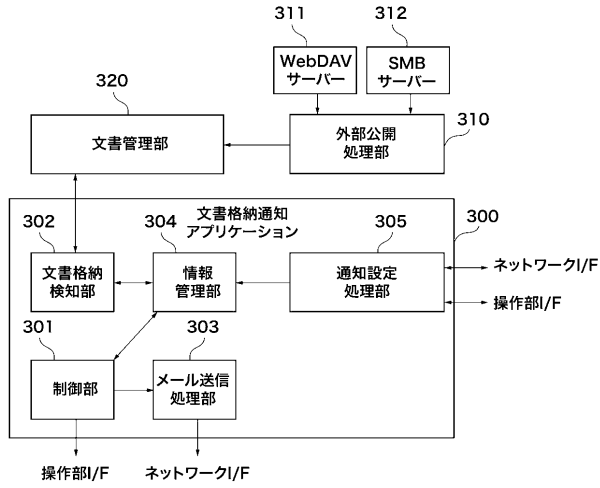 311
312
WebDAV
サーバー
SMB
サーバー
320
文書管理部
外部公開
処理部
310
文書格納通知
アプリケーション
300
302
304
305
文書格納
検知部
情報
管理部
通知設定
処理部
ネットワークI/F
操作部I/F
301
303
制御部
メール送信
処理部
操作部I/F
ネットワークI/F